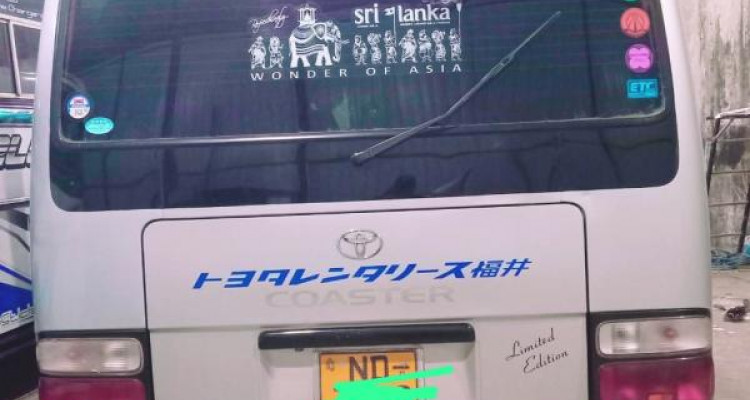 sri lanka
WONDER OF ASIA
ETC
トヨタレンタリース福井
COASTER
Limited
Edition
ND